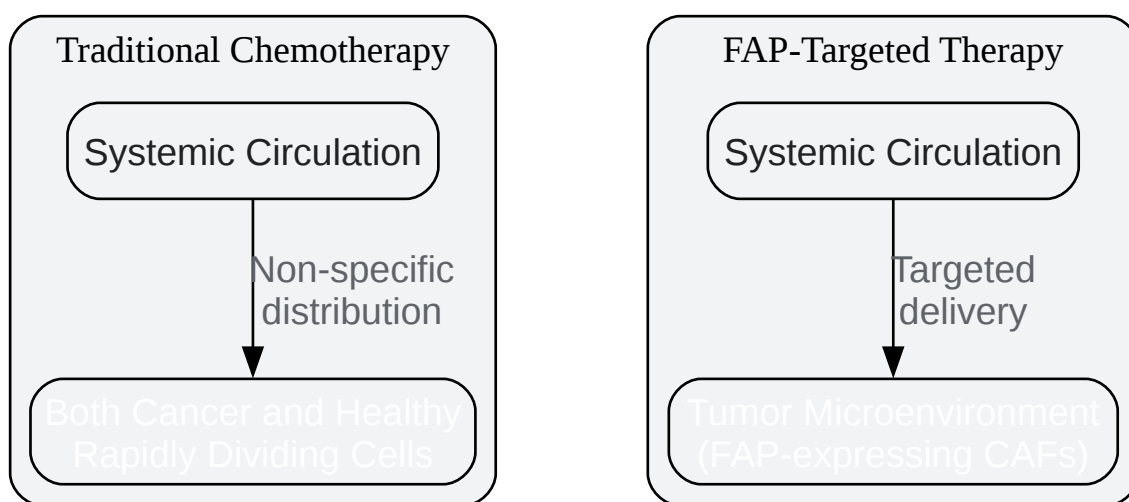 Traditional Chemotherapy
Systemic Circulation
Non-specific
distribution
Both Cancer and Healthy
Rapidly Dividing Cells
FAP-Targeted Therapy
Systemic Circulation
Targeted
delivery
Tumor Microenvironment
(FAP-expressing CAFs)